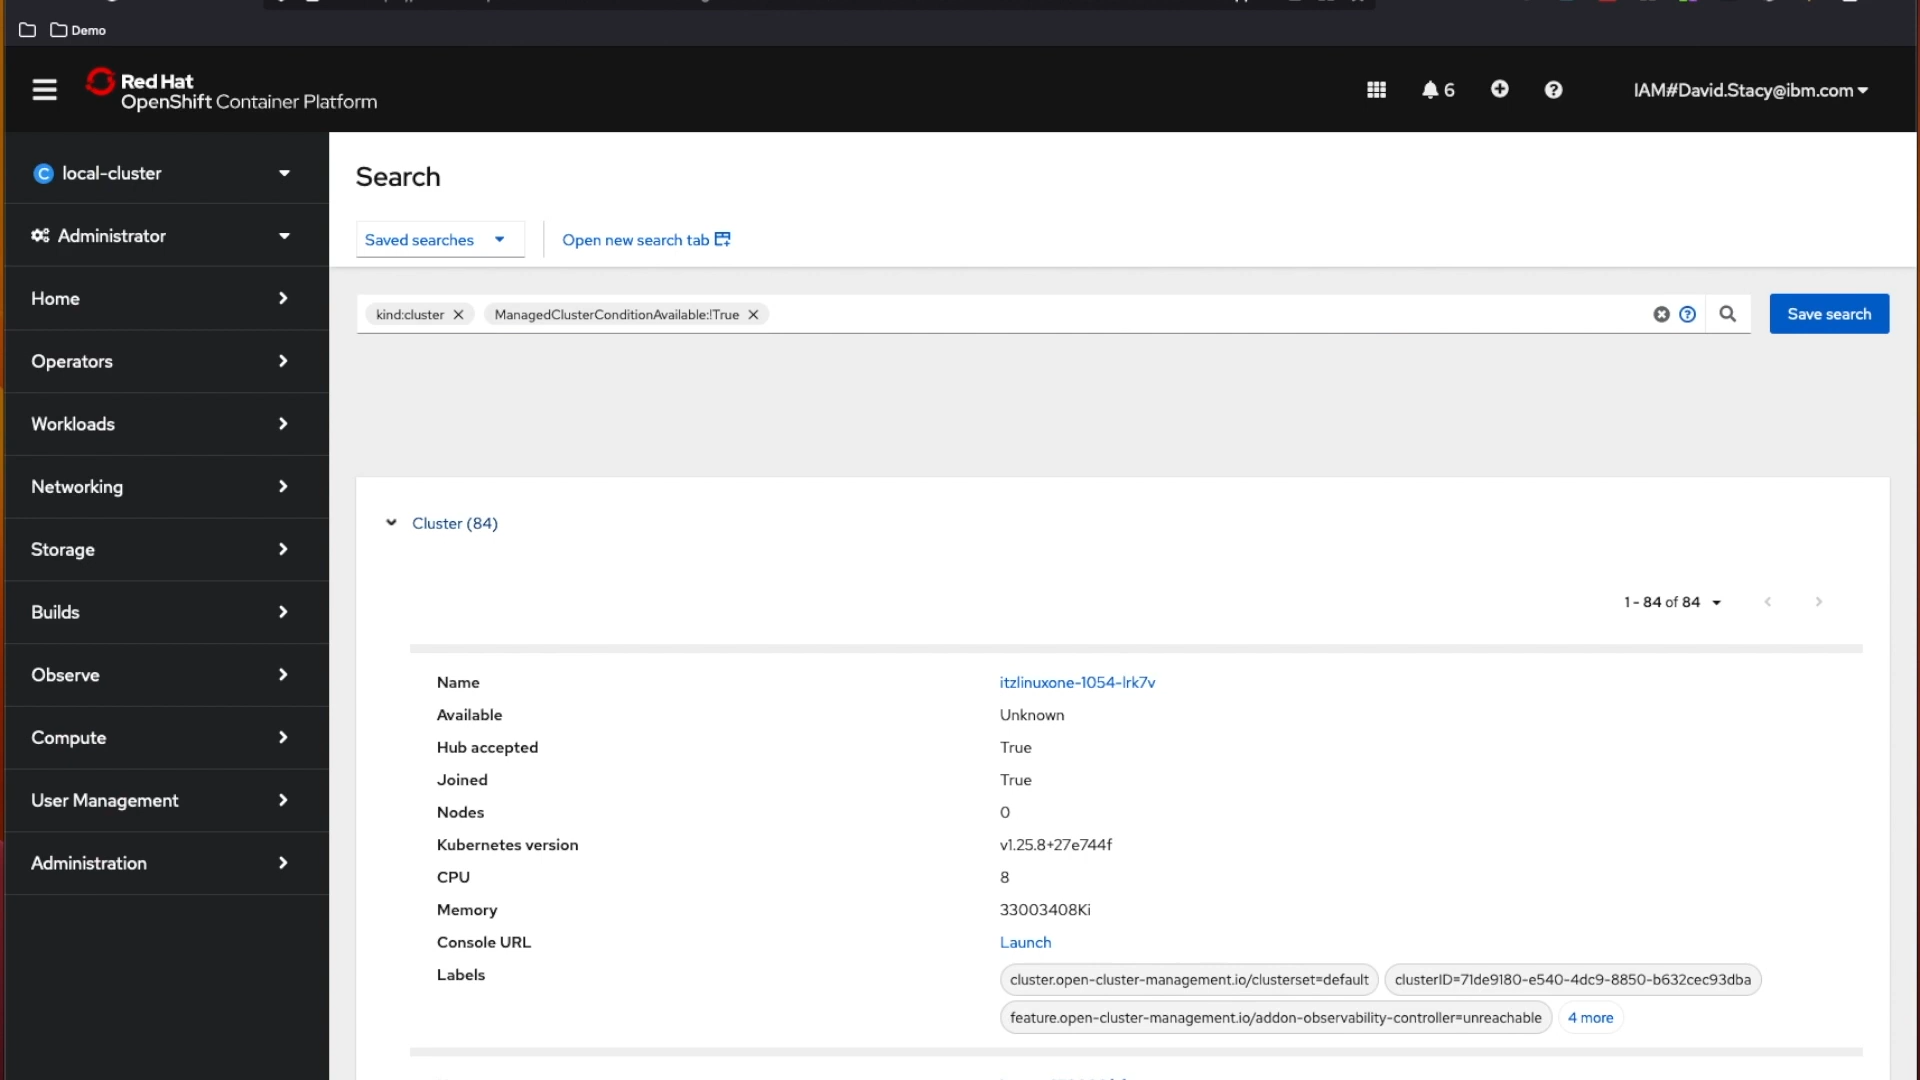 Demo
Red Hat
OpenShift Container Platform
6
IAM#David.Stacy@ibm.com
C local-cluster
Administrator
Home
Operators
Workloads
Networking
Storage
Builds
Observe
Compute
User Management
Administration
Search
Saved searches
Open new search tab
kind:cluster
ManagedClusterConditionAvailable:!True
Save search
Cluster (84)
1 - 84 of 84
Name itzlinuxone-1054-lrk7v
Available Unknown
Hub accepted True
Joined True
Nodes 0
Kubernetes version v1.25.8+27e744f
CPU 8
Memory 33003408Ki
Console URL Launch
Labels cluster.open-cluster-management.io/clusterset=default clusterID=71de9180-e540-4dc9-8850-b632cec93dba
feature.open-cluster-management.io/addon-observability-controller=unreachable 4 more